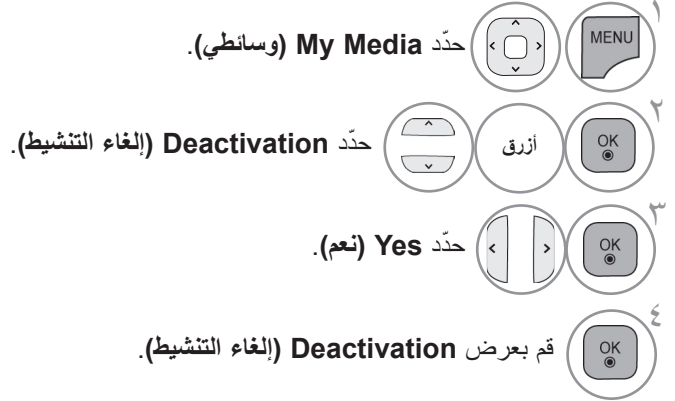 ١ MENU حدّد My Media (وسائطي).
٢ OK أزرق حدّد Deactivation (إلغاء التنشيط).
٣ OK حدّد Yes (نعم).
٤ OK قم بعرض Deactivation (إلغاء التنشيط).